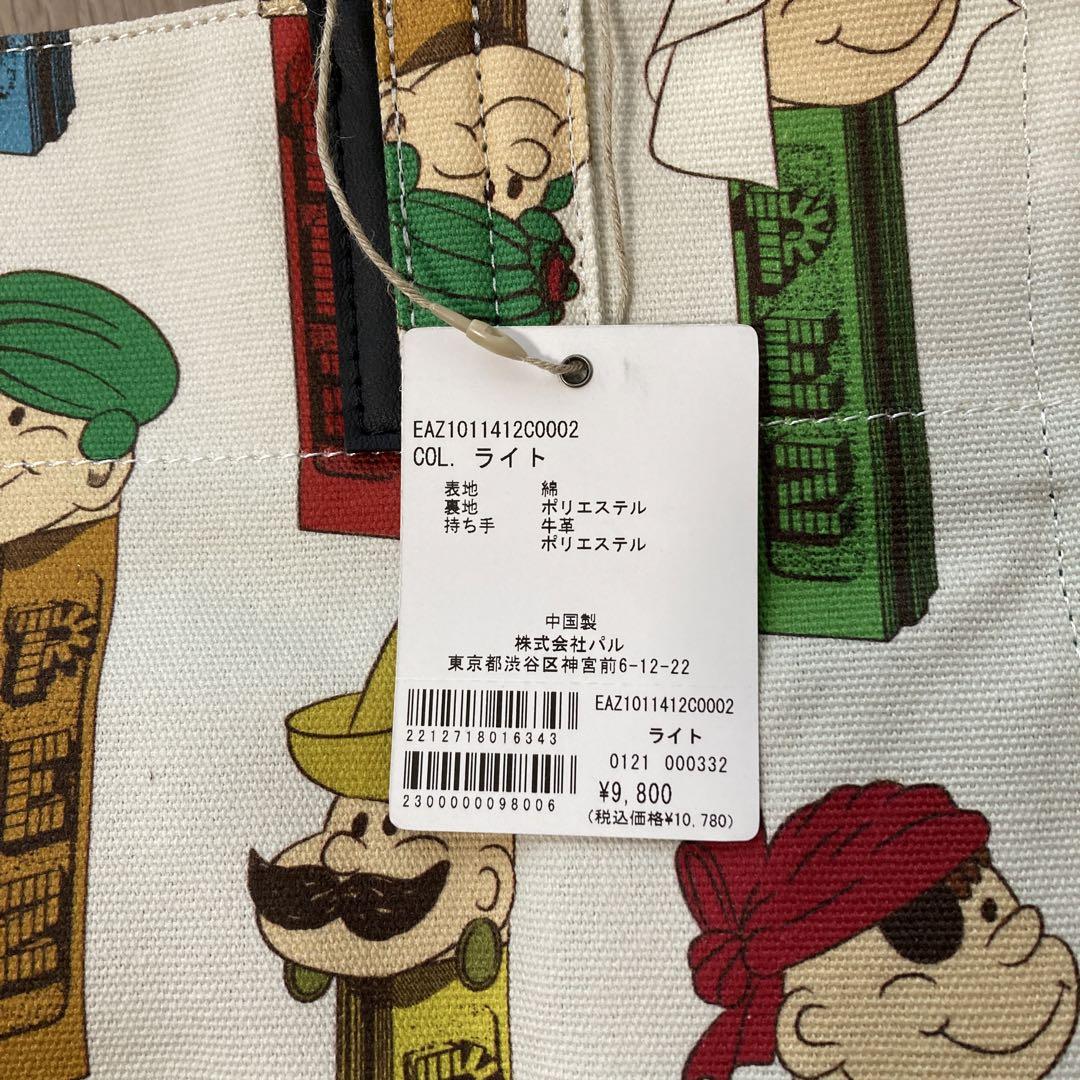 EAZ1011412C0002
COL. ライト
表地 綿
裏地 ポリエステル
持ち手 牛革
ポリエステル
中国製
株式会社パル
東京都渋谷区神宮前6-12-22
EAZ1011412C0002
2212718016343 ライト
0121 000332
2300000098006 ¥9,800
(税込価格¥10,780)